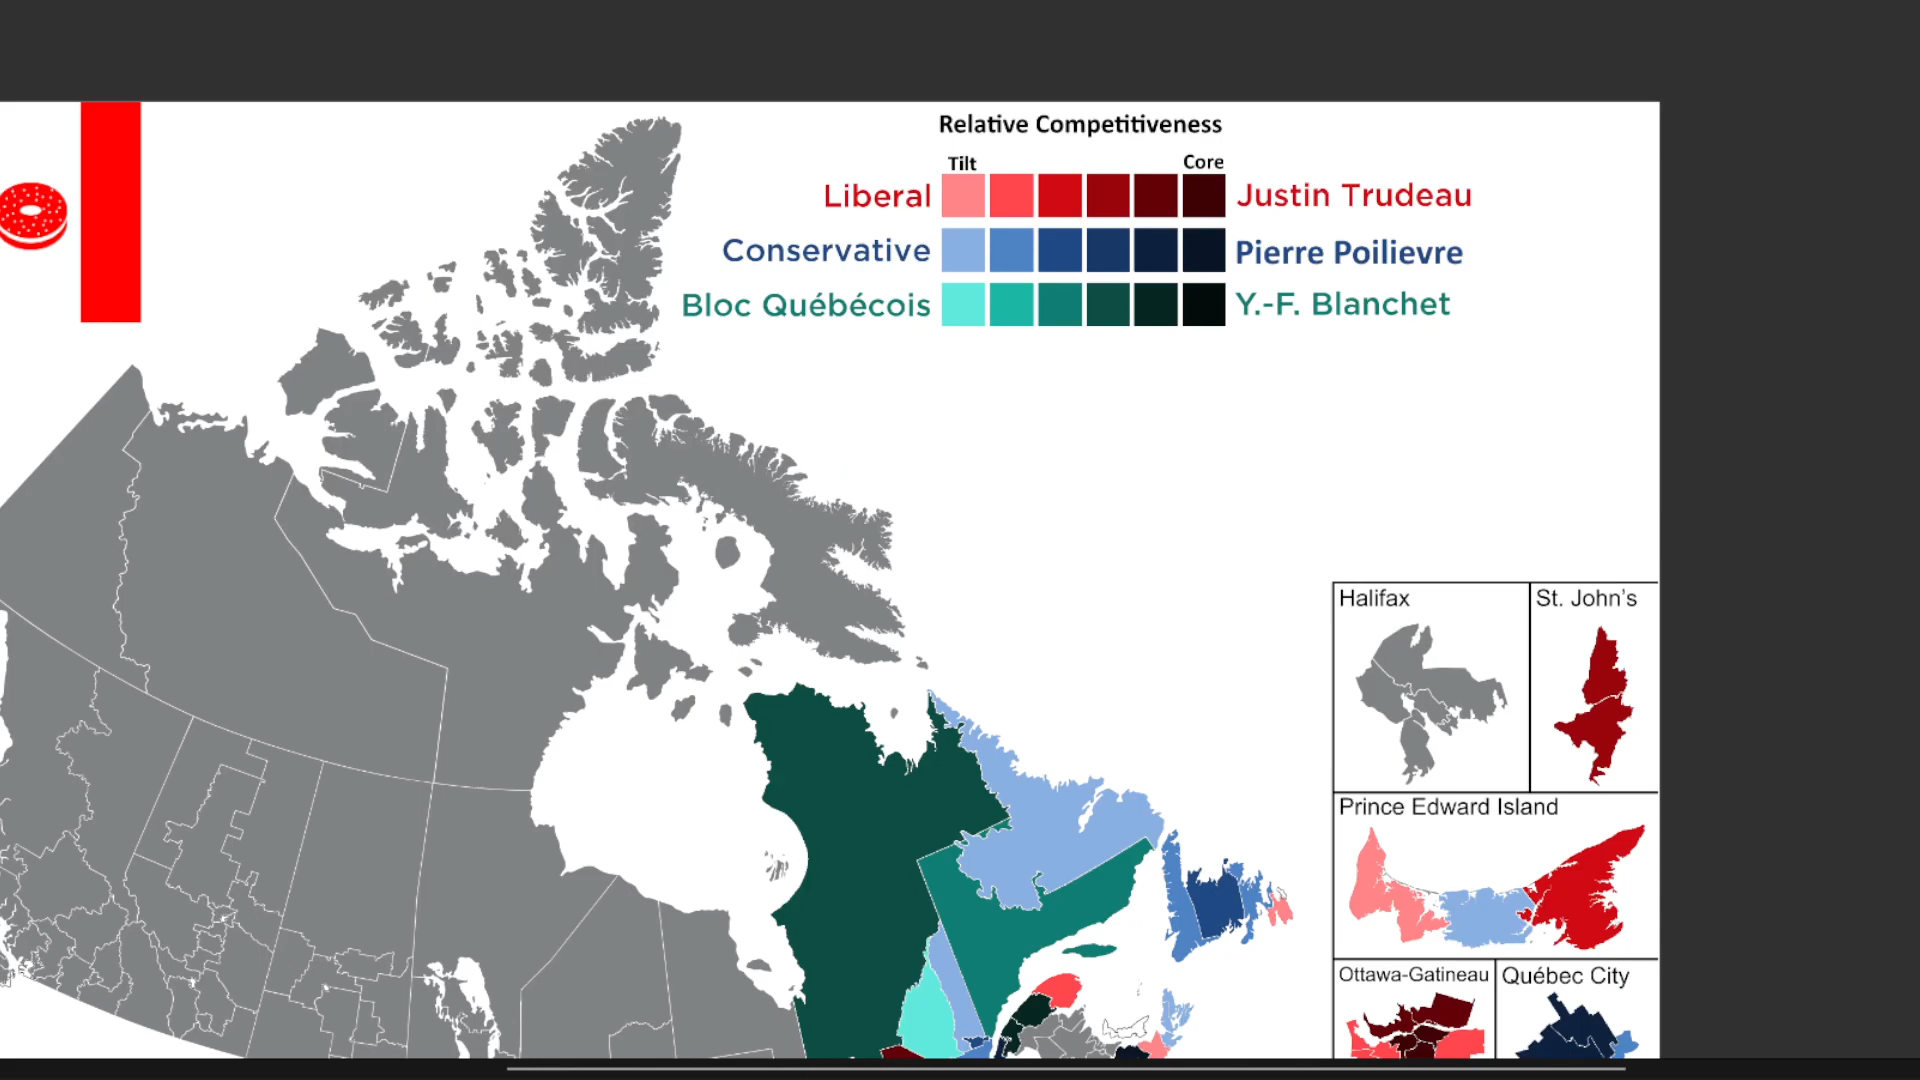 Relative Competitiveness
Tilt Core
Liberal Justin Trudeau
Conservative Pierre Poilievre
Bloc Québécois Y.-F. Blanchet
Halifax St. John's
Prince Edward Island
Ottawa-Gatineau Québec City